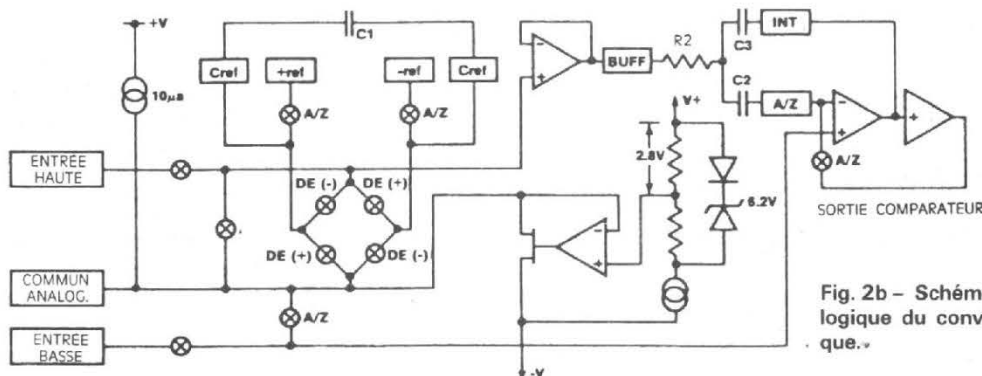 +V
10µa
C1
Cref
+ref
-ref
Cref
A/Z
A/Z
DE (-)
DE (+)
DE (+)
DE (-)
A/Z
ENTRÉE
HAUTE
COMMUN
ANALOG.
ENTRÉE
BASSE
-
+
BUFF
R2
C3
INT
C2
A/Z
-
+
+
A/Z
SORTIE COMPARATEUR
V+
2.8V
6.2V
-
+
-V
Fig. 2b – Schém
logique du conv
que.